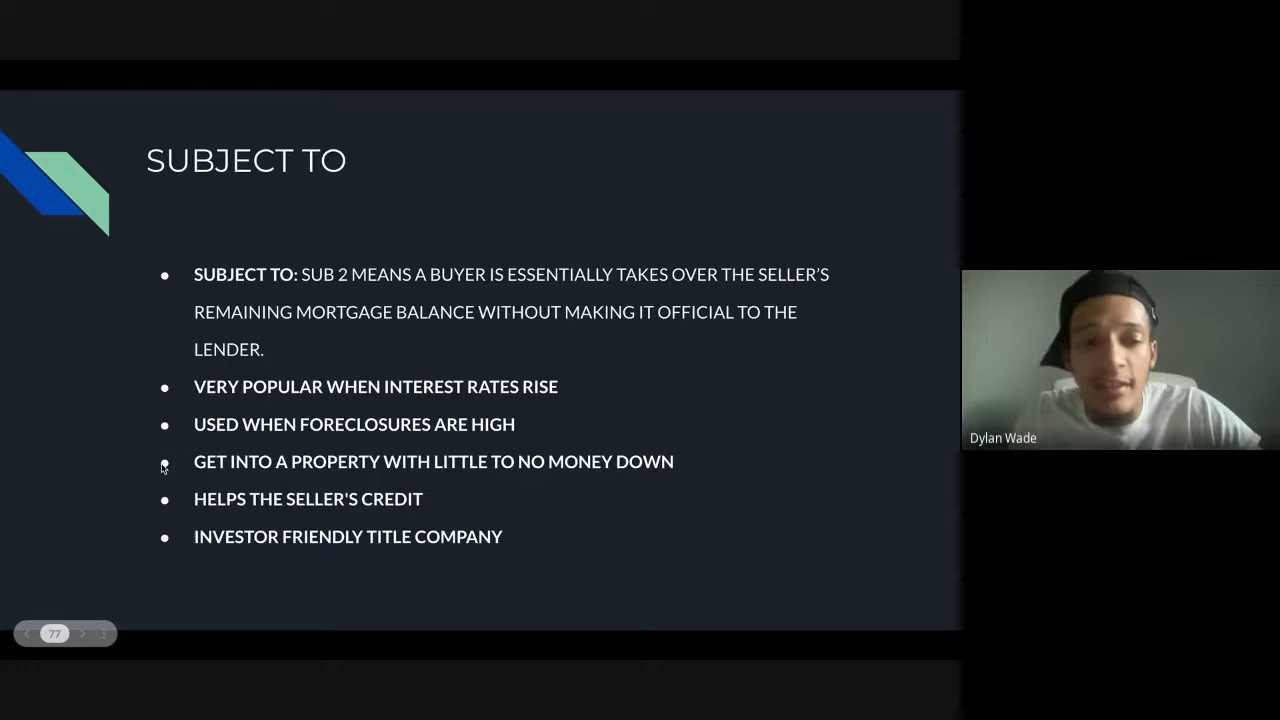 SUBJECT TO
● SUBJECT TO: SUB 2 MEANS A BUYER IS ESSENTIALLY TAKES OVER THE SELLER'S
REMAINING MORTGAGE BALANCE WITHOUT MAKING IT OFFICIAL TO THE
LENDER.
● VERY POPULAR WHEN INTEREST RATES RISE
● USED WHEN FORECLOSURES ARE HIGH
● GET INTO A PROPERTY WITH LITTLE TO NO MONEY DOWN
● HELPS THE SELLER'S CREDIT
● INVESTOR FRIENDLY TITLE COMPANY
77
Dylan Wade